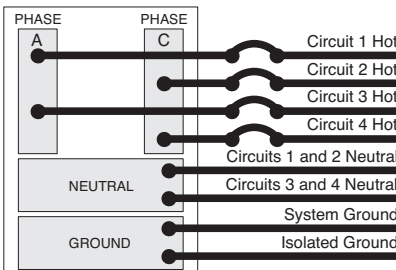 PHASE PHASE
A C
Circuit 1 Hot
Circuit 2 Hot
Circuit 3 Hot
Circuit 4 Hot
Circuits 1 and 2 Neutral
NEUTRAL
Circuits 3 and 4 Neutral
System Ground
GROUND
Isolated Ground